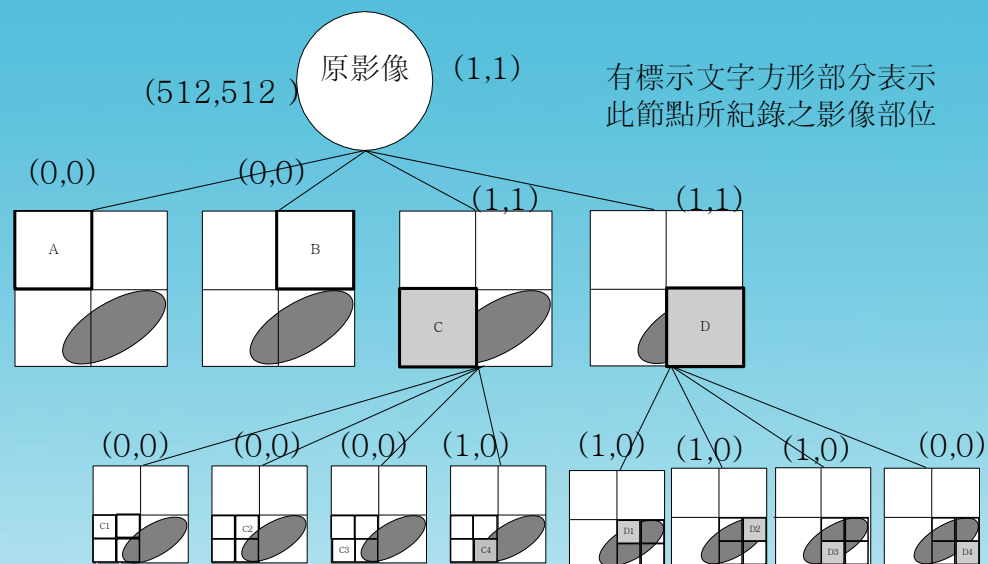 原影像
(1,1)
(512,512 )
有標示文字方形部分表示
此節點所紀錄之影像部位
(0,0)
(0,0)
(1,1)
(1,1)
A
B
C
D
(0,0)
(0,0)
(0,0)
(1,0)
(1,0)
(1,0)
(1,0)
(0,0)
C1
C2
C3
C4
D1
D2
D3
D4